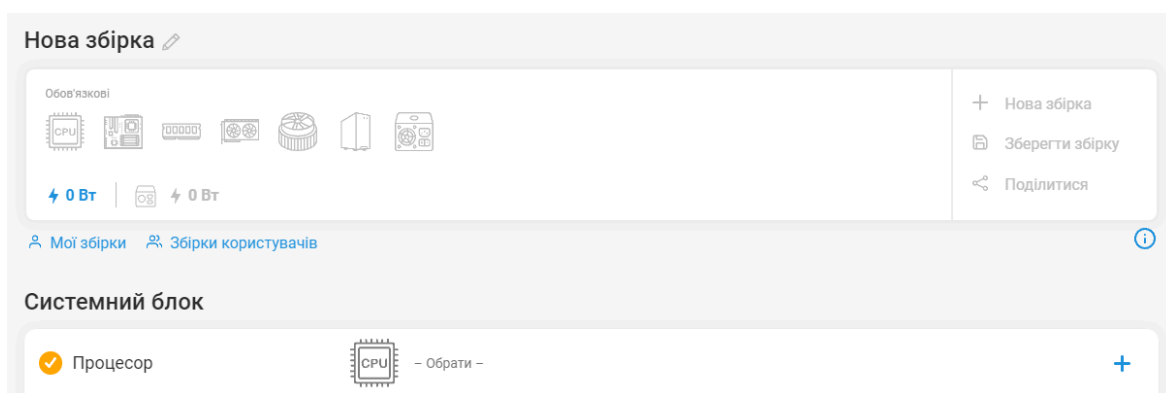 Нова збірка
Обов'язкові
CPU
+ Нова збірка
Зберегти збірку
Поділитися
0 Вт 0 Вт
Мої збірки Збірки користувачів
Системний блок
Процесор CPU – Обрати – +